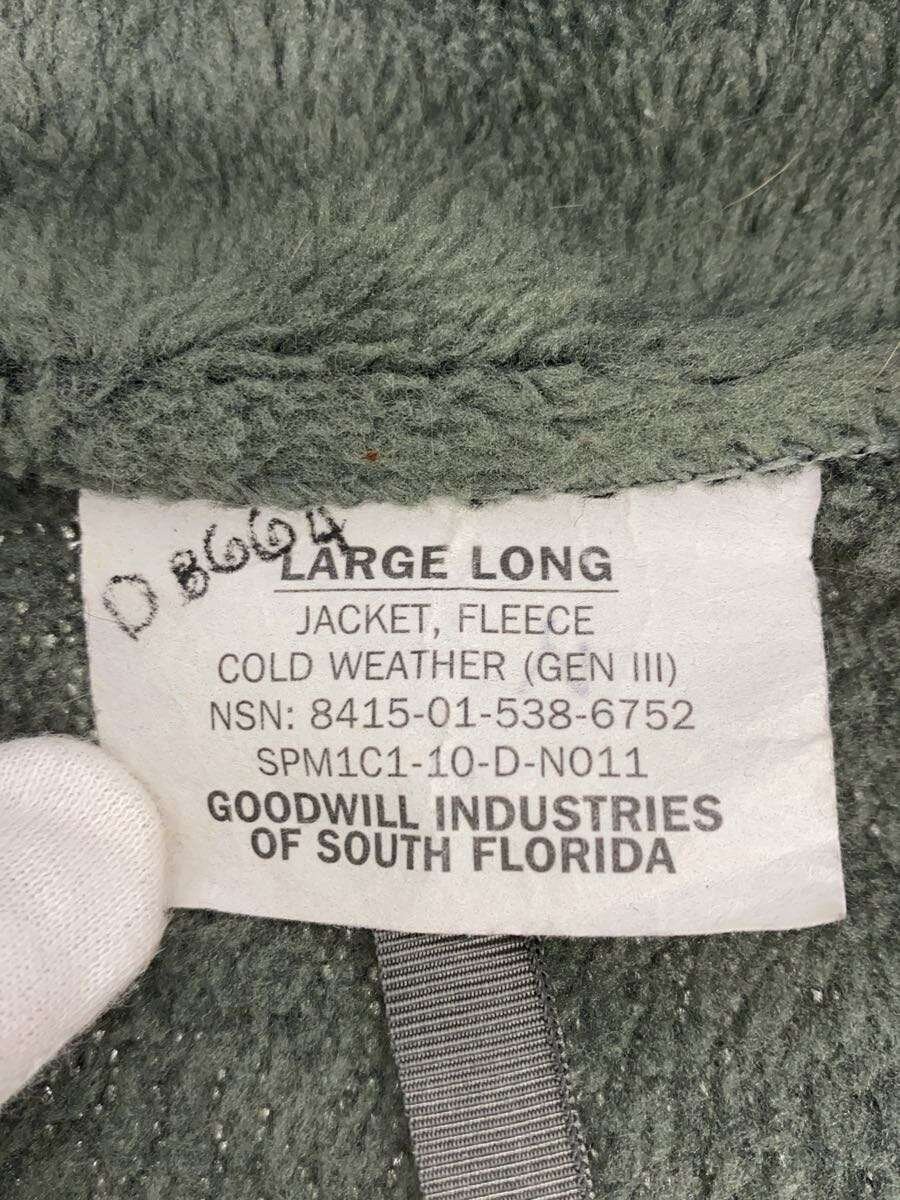 D8664
LARGE LONG
JACKET, FLEECE
COLD WEATHER (GEN III)
NSN: 8415-01-538-6752
SPM1C1-10-D-N011
GOODWILL INDUSTRIES
OF SOUTH FLORIDA